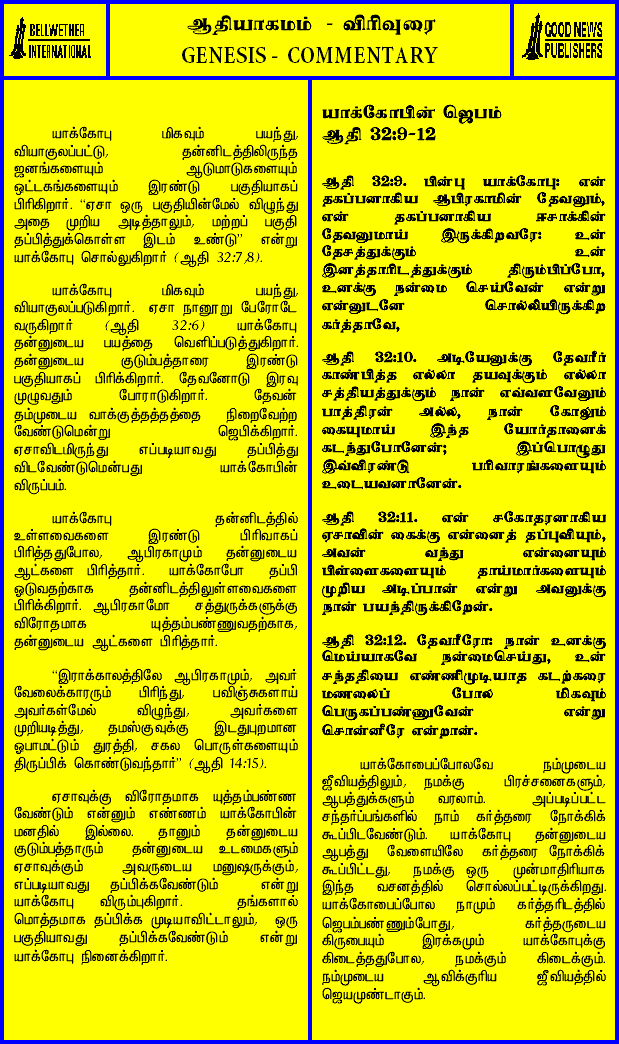 BELLWETHER
INTERNATIONAL
ஆதியாகமம் - விரிவுரை
GENESIS - COMMENTARY
GOOD NEWS
PUBLISHERS
யாக்கோபு மிகவும் பயந்து,
வியாகுலப்பட்டு, தன்னிடத்திலிருந்த
ஜனங்களையும் ஆடுமாடுகளையும்
ஒட்டகங்களையும் இரண்டு பகுதியாகப்
பிரிகிறார். “ஏசா ஒரு பகுதியின்மேல் விழுந்து
அதை முறிய அடித்தாலும், மற்றப் பகுதி
தப்பித்துக்கொள்ள இடம் உண்டு” என்று
யாக்கோபு சொல்லுகிறார் (ஆதி 32:7,8).
யாக்கோபு மிகவும் பயந்து,
வியாகுலப்படுகிறார். ஏசா நானூறு பேரோடே
வருகிறார் (ஆதி 32:6) யாக்கோபு
தன்னுடைய பயத்தை வெளிப்படுத்துகிறார்.
தன்னுடைய குடும்பத்தாரை இரண்டு
பகுதியாகப் பிரிக்கிறார். தேவனோடு இரவு
முழுவதும் போராடுகிறார். தேவன்
தம்முடைய வாக்குத்தத்தத்தை நிறைவேற்ற
வேண்டுமென்று ஜெபிக்கிறார்.
ஏசாவிடமிருந்து எப்படியாவது தப்பித்து
விடவேண்டுமென்பது யாக்கோபின்
விருப்பம்.
யாக்கோபு தன்னிடத்தில்
உள்ளவைகளை இரண்டு பிரிவாகப்
பிரித்ததுபோல, ஆபிரகாமும் தன்னுடைய
ஆட்களை பிரித்தார். யாக்கோபோ தப்பி
ஓடுவதற்காக தன்னிடத்திலுள்ளவைகளை
பிரிக்கிறார். ஆபிரகாமோ சத்துருக்களுக்கு
விரோதமாக யுத்தம்பண்ணுவதற்காக,
தன்னுடைய ஆட்களை பிரித்தார்.
“இராக்காலத்திலே ஆபிரகாமும், அவர்
வேலைக்காரரும் பிரிந்து, பவிஞ்சுகளாய்
அவர்கள்மேல் விழுந்து, அவர்களை
முறியடித்து, தமஸ்குவுக்கு இடதுபுறமான
ஓபாமட்டும் துரத்தி, சகல பொருள்களையும்
திருப்பிக் கொண்டுவந்தார்” (ஆதி 14:15).
ஏசாவுக்கு விரோதமாக யுத்தம்பண்ண
வேண்டும் என்னும் எண்ணம் யாக்கோபின்
மனதில் இல்லை. தானும் தன்னுடைய
குடும்பத்தாரும் தன்னுடைய உடமைகளும்
ஏசாவுக்கும் அவருடைய மனுஷருக்கும்,
எப்படியாவது தப்பிக்கவேண்டும் என்று
யாக்கோபு விரும்புகிறார். தங்களால்
மொத்தமாக தப்பிக்க முடியாவிட்டாலும், ஒரு
பகுதியாவது தப்பிக்கவேண்டும் என்று
யாக்கோபு நினைக்கிறார்.
யாக்கோபின் ஜெபம்
ஆதி 32:9-12
ஆதி 32:9. பின்பு யாக்கோபு: என்
தகப்பனாகிய ஆபிரகாமின் தேவனும்,
என் தகப்பனாகிய ஈசாக்கின்
தேவனுமாய் இருக்கிறவரே: உன்
தேசத்துக்கும் உன்
இனத்தாரிடத்துக்கும் திரும்பிப்போ,
உனக்கு நன்மை செய்வேன் என்று
என்னுடனே சொல்லியிருக்கிற
கர்த்தாவே,
ஆதி 32:10. அடியேனுக்கு தேவரீர்
காண்பித்த எல்லா தயவுக்கும் எல்லா
சத்தியத்துக்கும் நான் எவ்வளவேனும்
பாத்திரன் அல்ல, நான் கோலும்
கையுமாய் இந்த யோர்தானைக்
கடந்துபோனேன்; இப்பொழுது
இவ்விரண்டு பரிவாரங்களையும்
உடையவனானேன்.
ஆதி 32:11. என் சகோதரனாகிய
ஏசாவின் கைக்கு என்னைத் தப்புவியும்,
அவன் வந்து என்னையும்
பிள்ளைகளையும் தாய்மார்களையும்
முறிய அடிப்பான் என்று அவனுக்கு
நான் பயந்திருக்கிறேன்.
ஆதி 32:12. தேவரீரோ: நான் உனக்கு
மெய்யாகவே நன்மைசெய்து, உன்
சந்ததியை எண்ணிமுடியாத கடற்கரை
மணலைப் போல மிகவும்
பெருகப்பண்ணுவேன் என்று
சொன்னீரே என்றான்.
யாக்கோபைப்போலவே நம்முடைய
ஜீவியத்திலும், நமக்கு பிரச்சனைகளும்,
ஆபத்துக்களும் வரலாம். அப்படிப்பட்ட
சந்தர்ப்பங்களில் நாம் கர்த்தரை நோக்கிக்
கூப்பிடவேண்டும். யாக்கோபு தன்னுடைய
ஆபத்து வேளையிலே கர்த்தரை நோக்கிக்
கூப்பிட்டது, நமக்கு ஒரு முன்மாதிரியாக
இந்த வசனத்தில் சொல்லப்பட்டிருக்கிறது.
யாக்கோபைப்போல நாமும் கர்த்தரிடத்தில்
ஜெபம்பண்ணும்போது, கர்த்தருடைய
கிருபையும் இரக்கமும் யாக்கோபுக்கு
கிடைத்ததுபோல, நமக்கும் கிடைக்கும்.
நம்முடைய ஆவிக்குரிய ஜீவியத்தில்
ஜெயமுண்டாகும்.